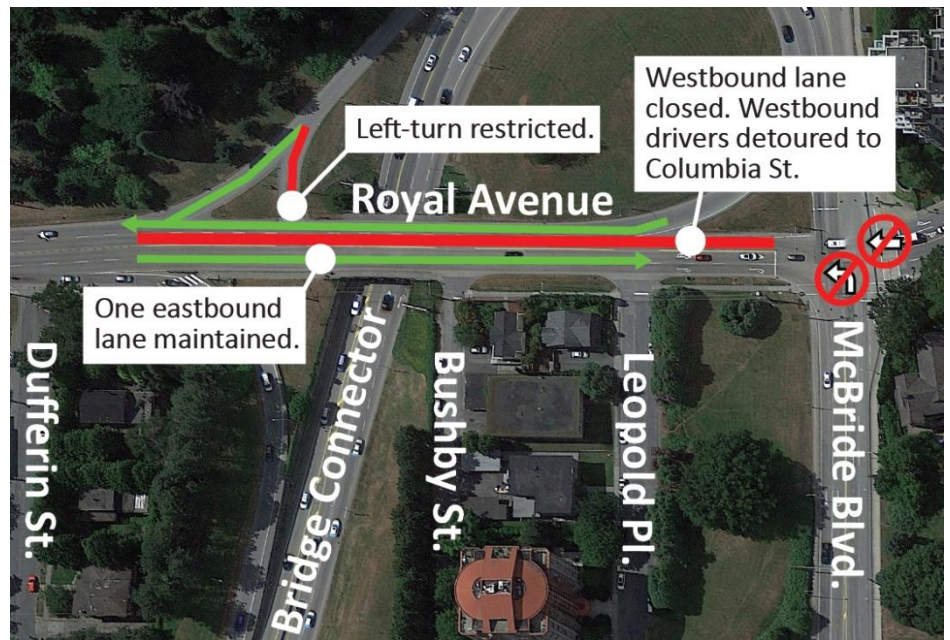 Westbound lane
closed. Westbound
drivers detoured to
Columbia St.
Left-turn restricted.
Royal Avenue
One eastbound
lane maintained.
Dufferin St.
Bridge Connector
Bushby St.
Leopold Pl.
McBride Blvd.